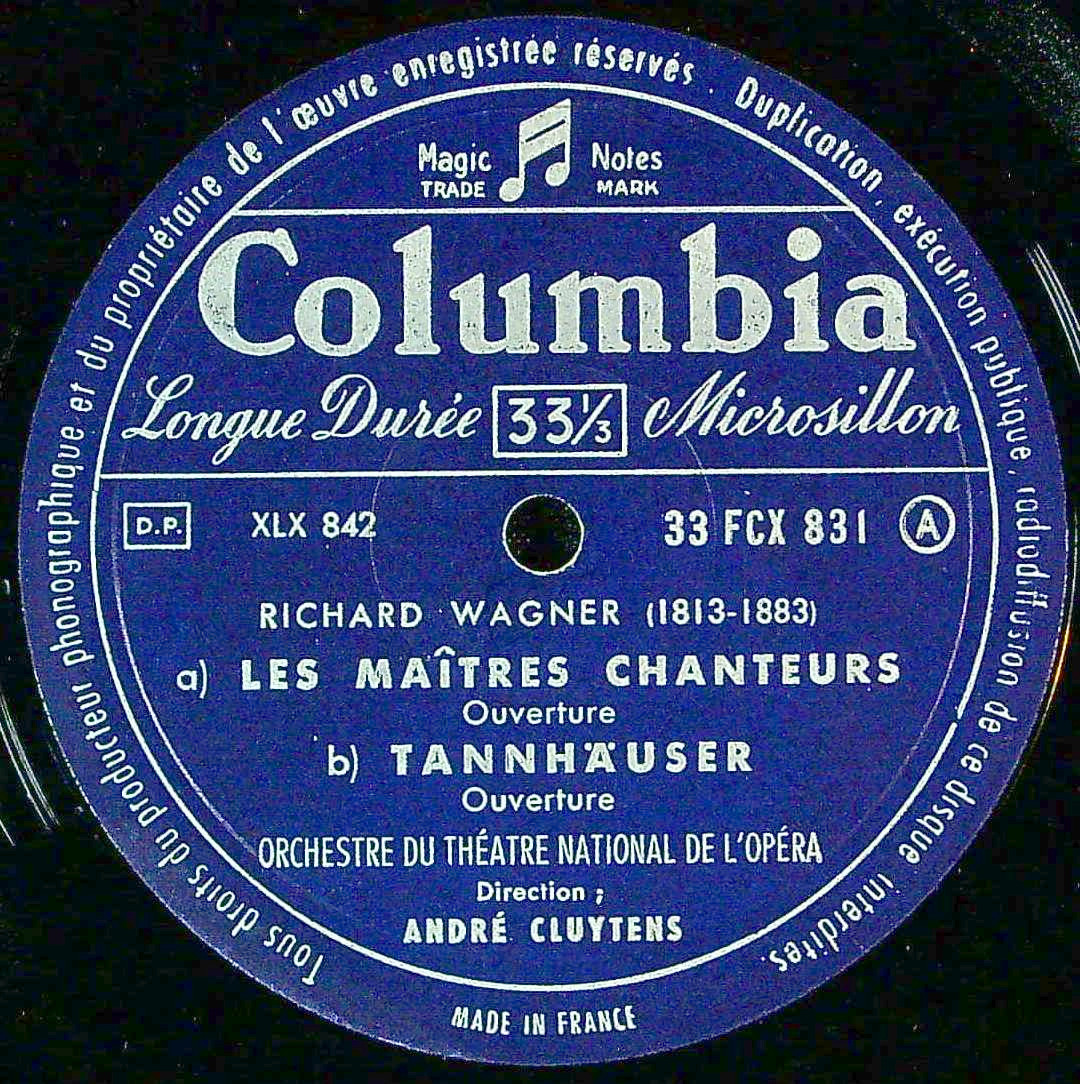 Tous droits du producteur phonographique et du propriétaire de l'œuvre enregistrée réservés. Duplication, exécution publique, radiodiffusion de ce disque interdites.
Magic Notes
TRADE MARK
Columbia
Longue Durée 33⅓ Microsillon
D.P. XLX 842 33 FCX 831 A
RICHARD WAGNER (1813-1883)
a) LES MAÎTRES CHANTEURS
Ouverture
b) TANNHÄUSER
Ouverture
ORCHESTRE DU THÉATRE NATIONAL DE L'OPÉRA
Direction ;
ANDRÉ CLUYTENS
MADE IN FRANCE